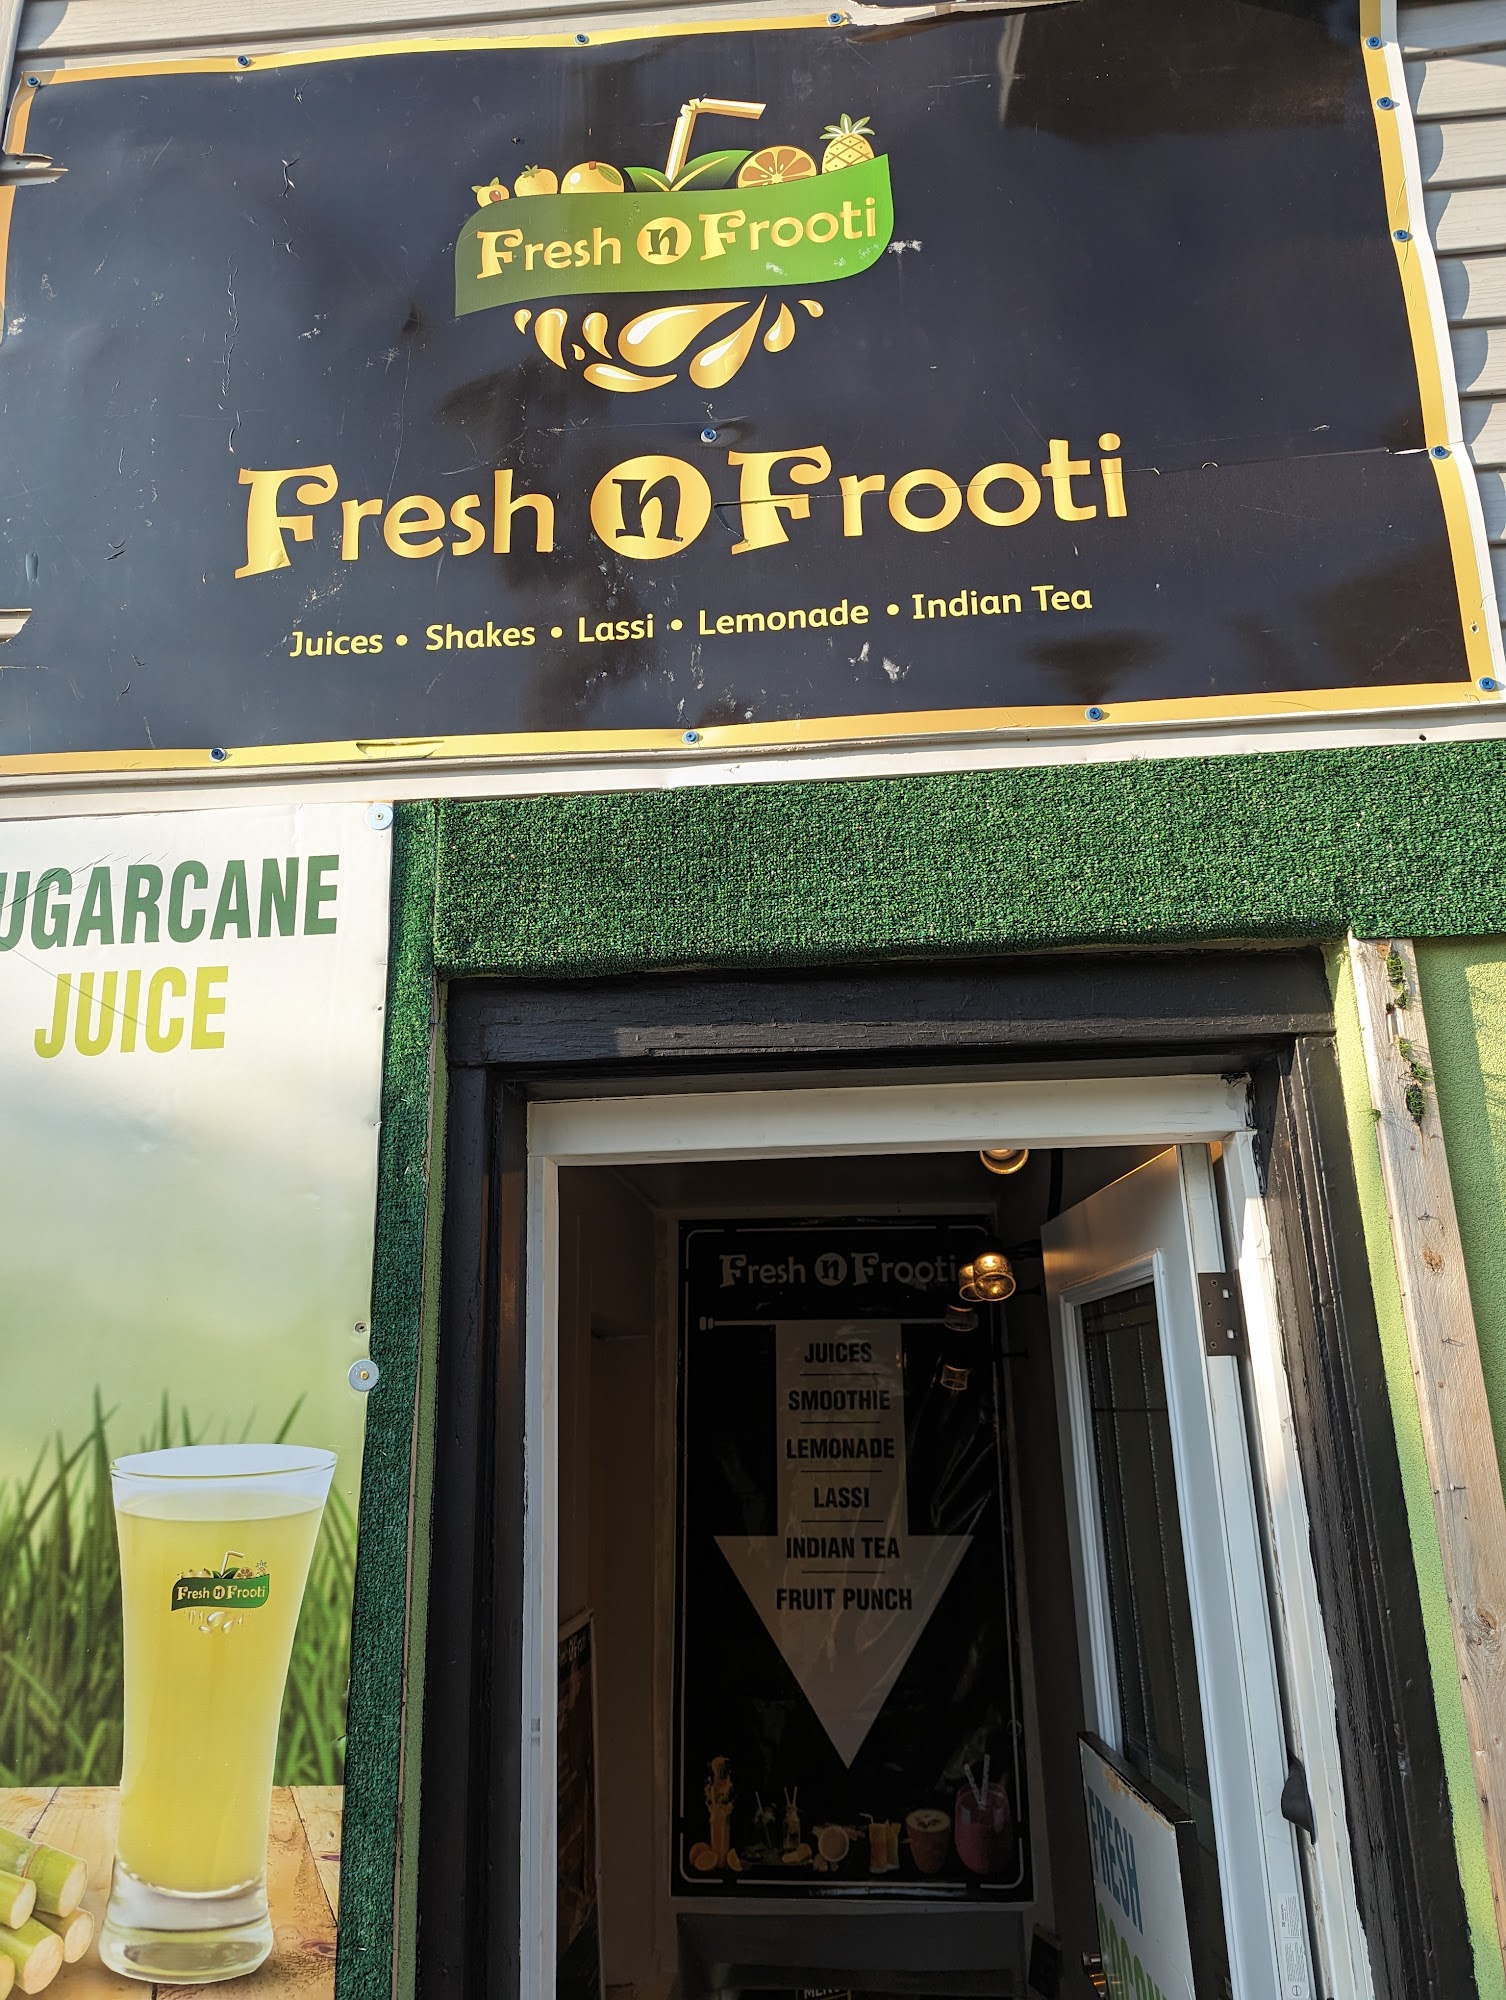 Fresh n Frooti
Fresh n Frooti
Juices • Shakes • Lassi • Lemonade • Indian Tea
UGARCANE
JUICE
Fresh n Frooti
Fresh n Frooti
JUICES
SMOOTHIE
LEMONADE
LASSI
INDIAN TEA
FRUIT PUNCH
FRESH